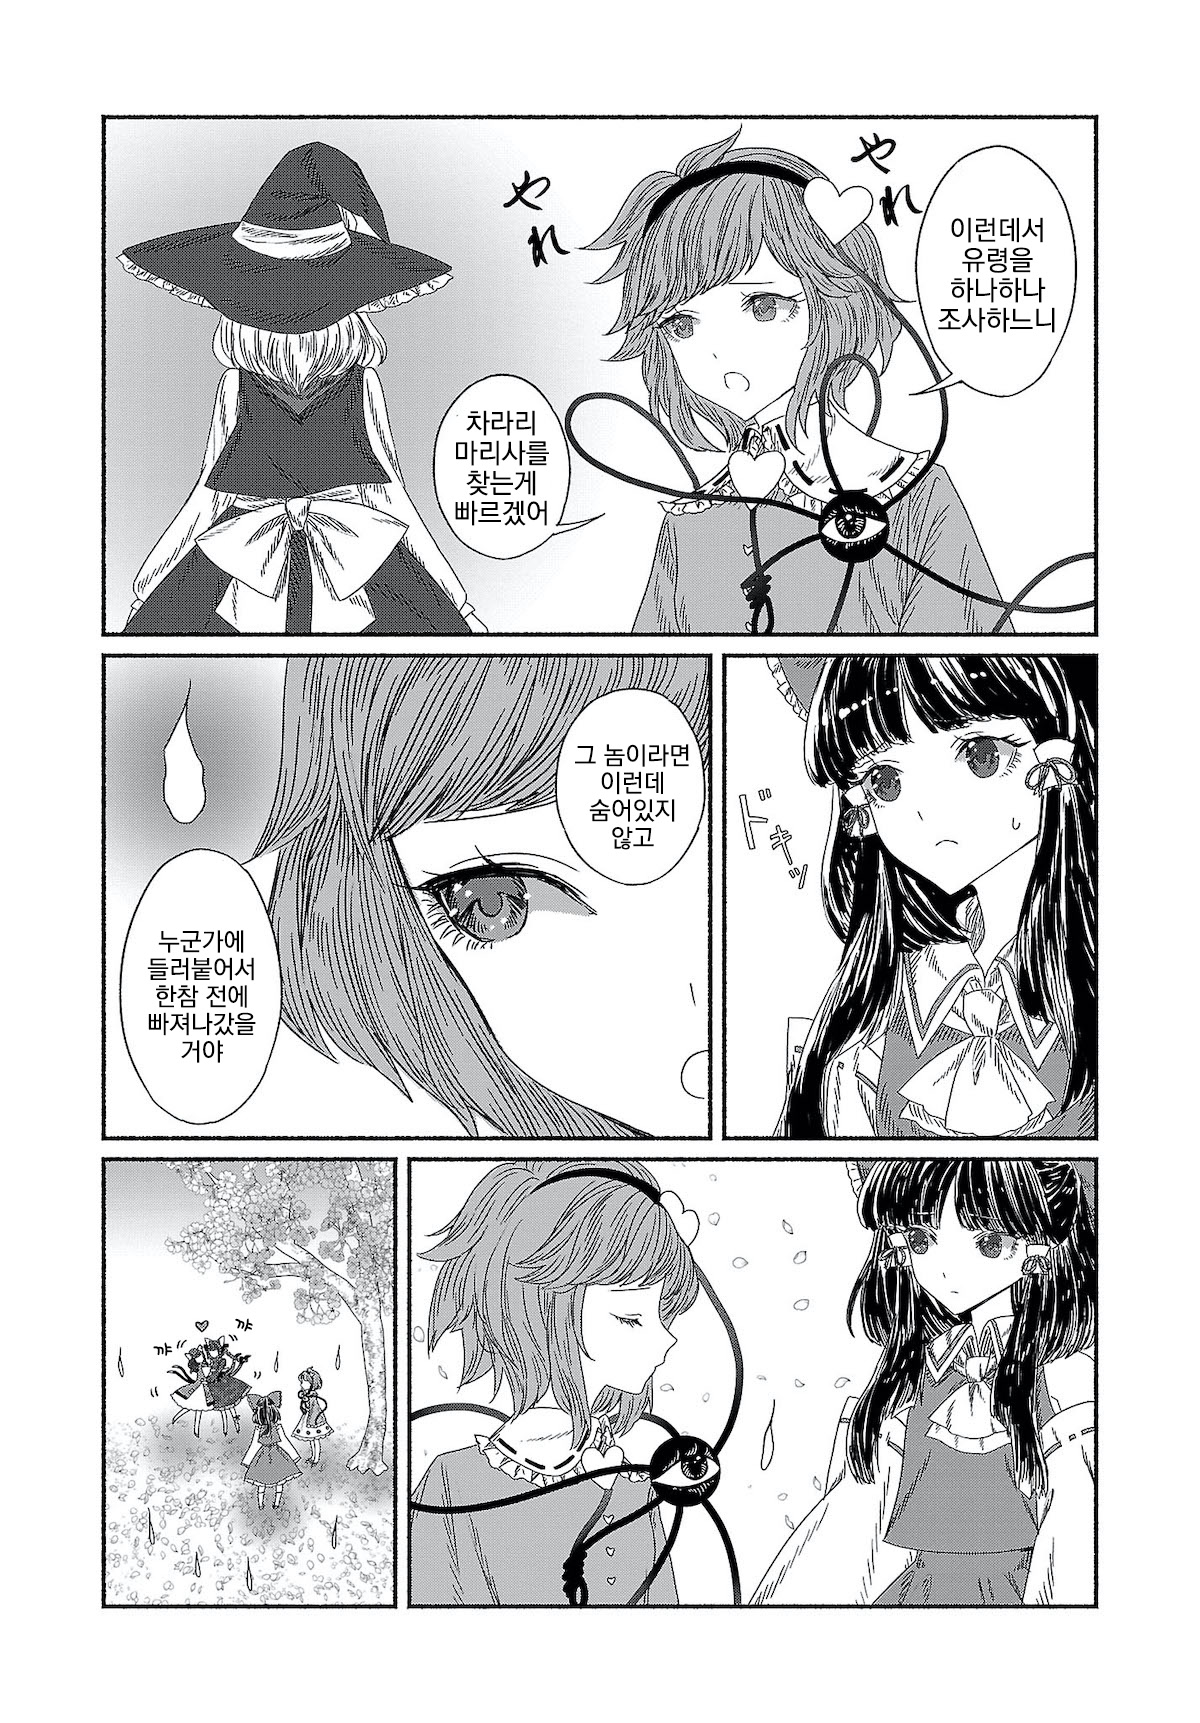 이런데서
유령을
하나하나
조사하느니
やれ
やれ
차라리
마리사를
찾는게
빠르겠어
ドキッ
그 놈이라면
이런데
숨어있지
않고
누군가에
들러붙어서
한참 전에
빠져나갔을
거야
꺄
꺄